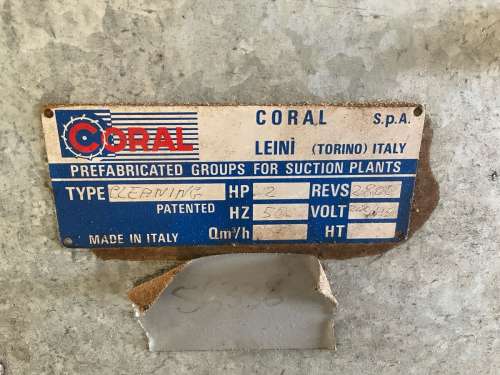 CORAL
CORAL S.p.A.
LEINÌ (TORINO) ITALY
PREFABRICATED GROUPS FOR SUCTION PLANTS
TYPE CLEANING HP 2 REVS 2800
PATENTED HZ 50 VOLT
MADE IN ITALY Qm³/h HT